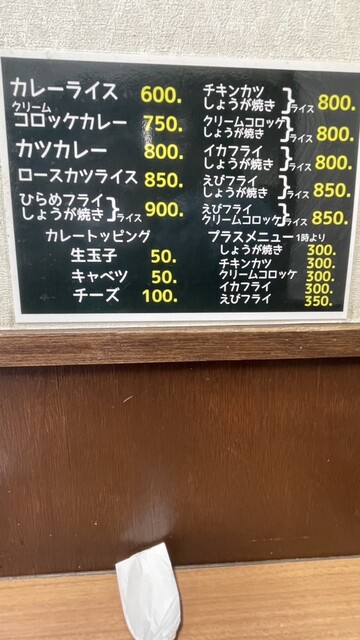 カレーライス 600.
クリーム
コロッケカレー 750.
カツカレー 800.
ロースカツライス 850.
ひらめフライ
しょうが焼き}ライス 900.
カレートッピング
生玉子 50.
キャベツ 50.
チーズ 100.
チキンカツ
しょうが焼き}ライス 800.
クリームコロッケ
しょうが焼き}ライス 800.
イカフライ
しょうが焼き}ライス 800.
えびフライ
しょうが焼き}ライス 850.
えびフライ
クリームコロッケ}ライス 850.
プラスメニュー 1時より
しょうが焼き 300.
チキンカツ 300.
クリームコロッケ 300.
イカフライ 300.
えびフライ 350.